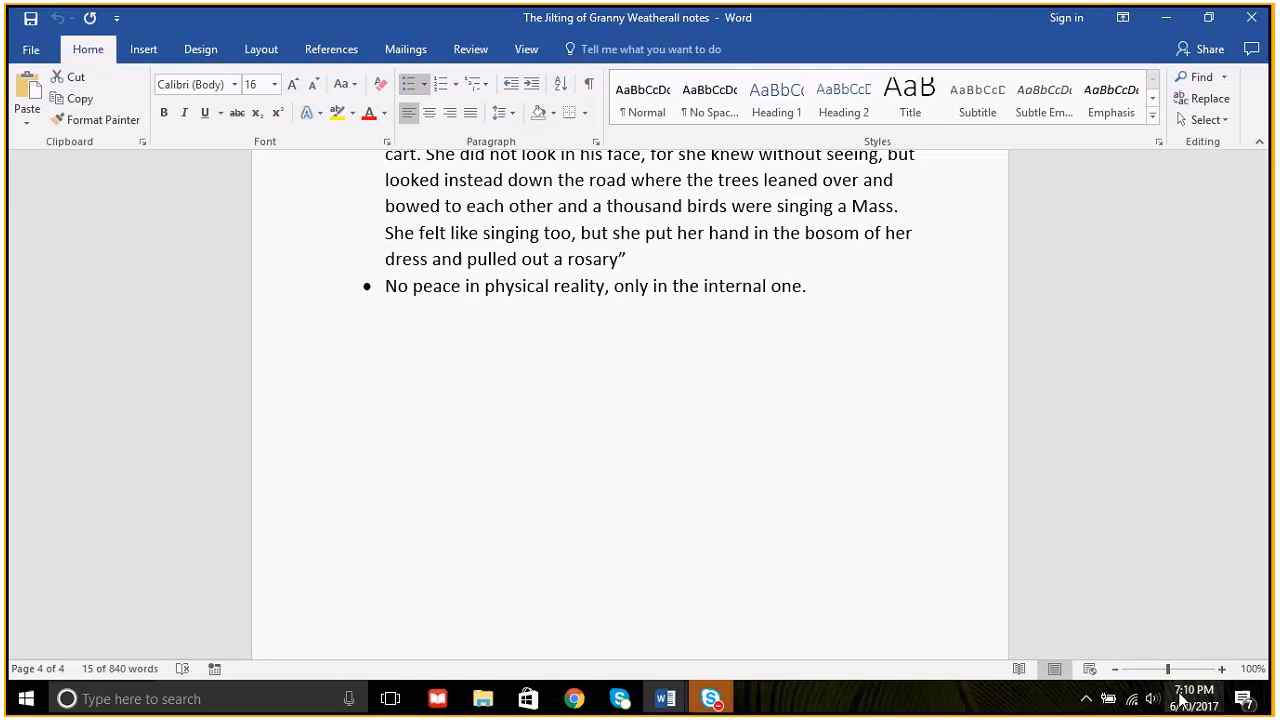 The Jilting of Granny Weatherall notes - Word
Sign in
File Home Insert Design Layout References Mailings Review View Tell me what you want to do Share
Cut
Copy
Format Painter
Paste
Calibri (Body) 16
Aa
B I U abc X₂ X²
A A
AaBbCcDc AaBbCcDc AaBbCc AaBbCcC AaB AaBbCcD AaBbCcDc AaBbCcDc
¶ Normal ¶ No Spac... Heading 1 Heading 2 Title Subtitle Subtle Em... Emphasis
Find
Replace
Select
Clipboard Font Paragraph Styles Editing
cart. She did not look in his face, for she knew without seeing, but
looked instead down the road where the trees leaned over and
bowed to each other and a thousand birds were singing a Mass.
She felt like singing too, but she put her hand in the bosom of her
dress and pulled out a rosary”
• No peace in physical reality, only in the internal one.
Page 4 of 4 15 of 840 words 100%
Type here to search
7:10 PM
7